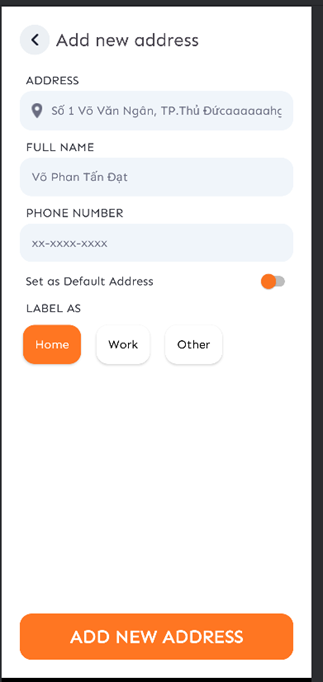 Add new address
ADDRESS
Số 1 Võ Văn Ngân, TP.Thủ Đứcaaaaaahg
FULL NAME
Võ Phan Tấn Đạt
PHONE NUMBER
xx-xxxx-xxxx
Set as Default Address
LABEL AS
Home Work Other
ADD NEW ADDRESS